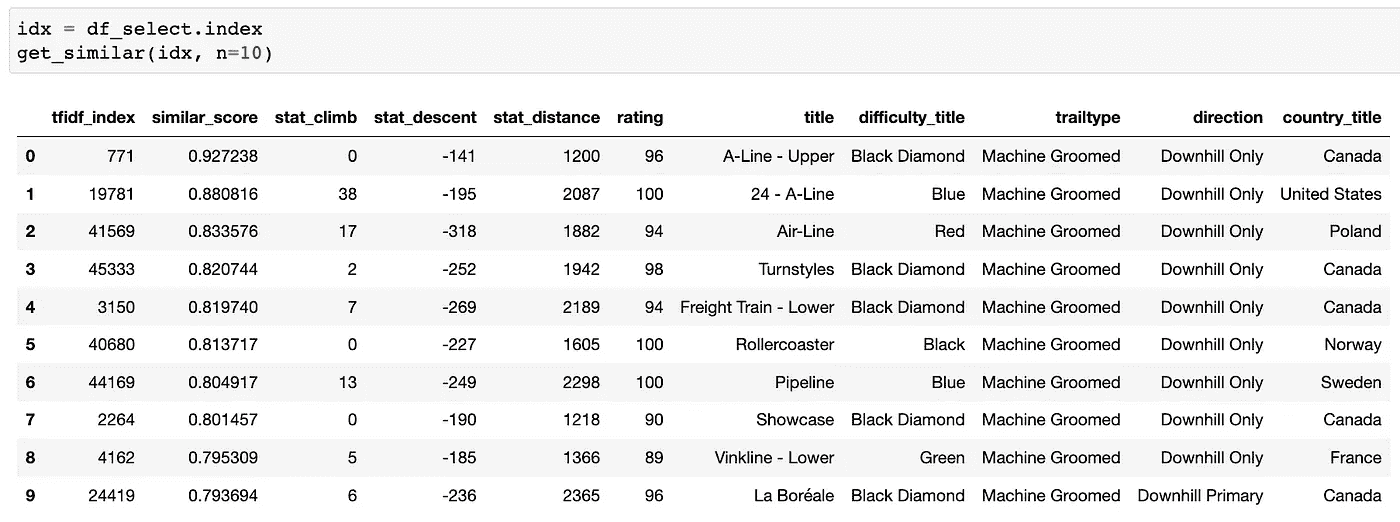 idx = df_select.index
get_similar(idx, n=10)
tfidf_index similar_score stat_climb stat_descent stat_distance rating title difficulty_title trailtype direction country_title
0 771 0.927238 0 -141 1200 96 A-Line - Upper Black Diamond Machine Groomed Downhill Only Canada
1 19781 0.880816 38 -195 2087 100 24 - A-Line Blue Machine Groomed Downhill Only United States
2 41569 0.833576 17 -318 1882 94 Air-Line Red Machine Groomed Downhill Only Poland
3 45333 0.820744 2 -252 1942 98 Turnstyles Black Diamond Machine Groomed Downhill Only Canada
4 3150 0.819740 7 -269 2189 94 Freight Train - Lower Black Diamond Machine Groomed Downhill Only Canada
5 40680 0.813717 0 -227 1605 100 Rollercoaster Black Machine Groomed Downhill Only Norway
6 44169 0.804917 13 -249 2298 100 Pipeline Blue Machine Groomed Downhill Only Sweden
7 2264 0.801457 0 -190 1218 90 Showcase Black Diamond Machine Groomed Downhill Only Canada
8 4162 0.795309 5 -185 1366 89 Vinkline - Lower Green Machine Groomed Downhill Only France
9 24419 0.793694 6 -236 2365 96 La Boréale Black Diamond Machine Groomed Downhill Primary Canada